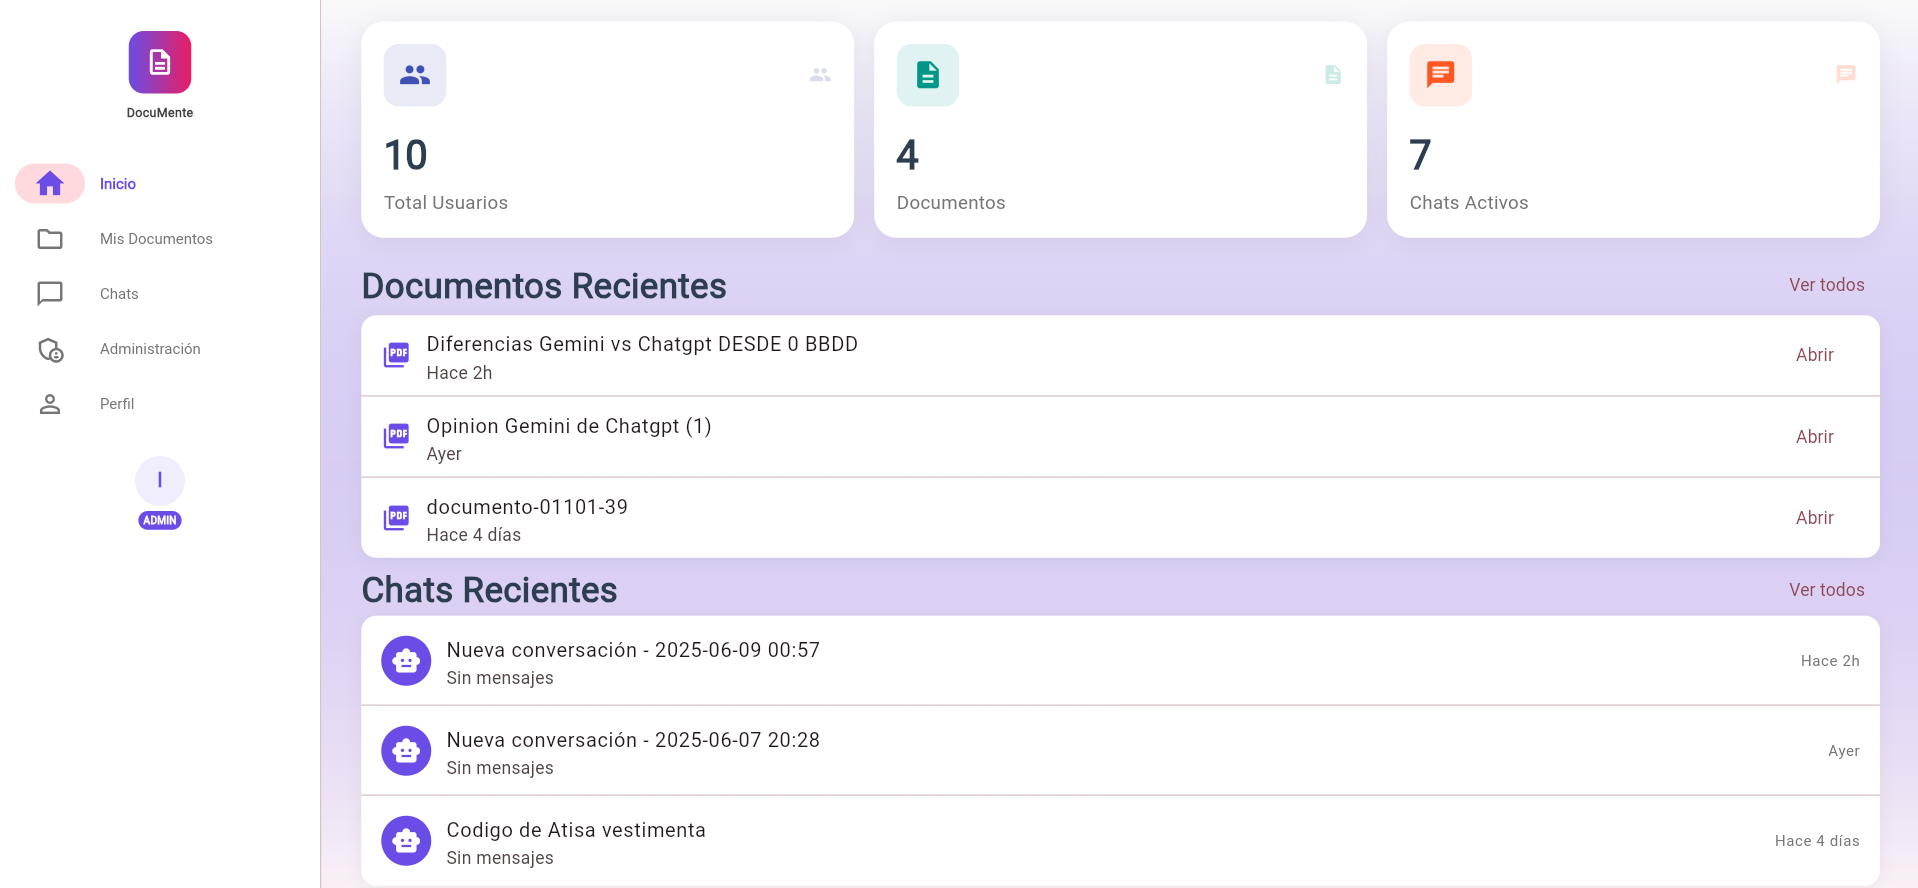 DocuMente
Inicio
Mis Documentos
Chats
Administración
Perfil
I
ADMIN
10
Total Usuarios
4
Documentos
7
Chats Activos
Documentos Recientes
Ver todos
PDF
Diferencias Gemini vs Chatgpt DESDE 0 BBDD
Hace 2h
Abrir
PDF
Opinion Gemini de Chatgpt (1)
Ayer
Abrir
PDF
documento-01101-39
Hace 4 días
Abrir
Chats Recientes
Ver todos
Nueva conversación - 2025-06-09 00:57
Sin mensajes
Hace 2h
Nueva conversación - 2025-06-07 20:28
Sin mensajes
Ayer
Codigo de Atisa vestimenta
Sin mensajes
Hace 4 días